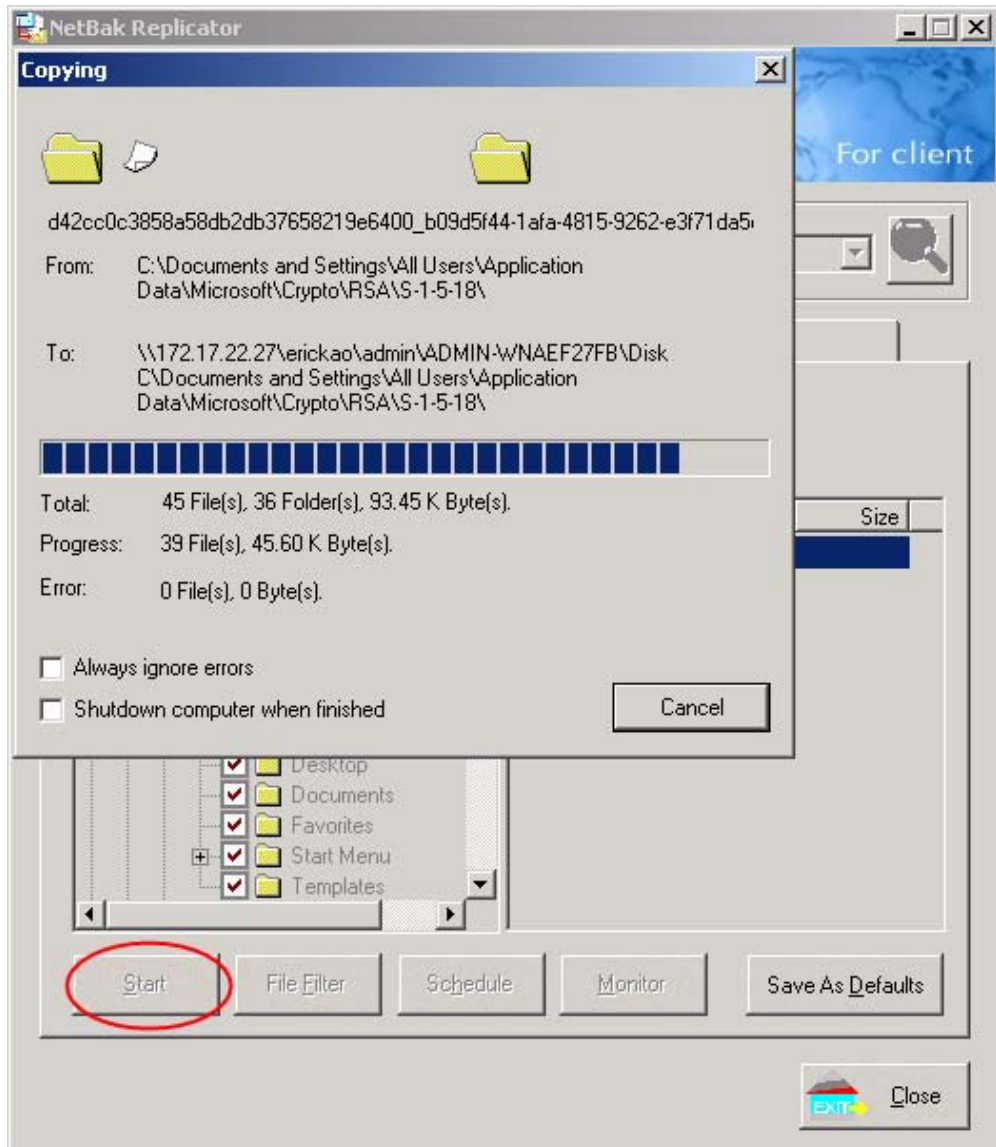 NetBak Replicator
Copying
For client
d42cc0c3858a58db2db37658219e6400_b09d5f44-1afa-4815-9262-e3f71da5
From: C:\Documents and Settings\All Users\Application
Data\Microsoft\Crypto\RSA\S-1-5-18\
To: \\172.17.22.27\erickao\admin\ADMIN-WNAEF27FB\Disk
C\Documents and Settings\All Users\Application
Data\Microsoft\Crypto\RSA\S-1-5-18\
Total: 45 File(s), 36 Folder(s), 93.45 K Byte(s).
Size
Progress: 39 File(s), 45.60 K Byte(s).
Error: 0 File(s), 0 Byte(s).
Always ignore errors
Shutdown computer when finished
Cancel
Desktop
Documents
Favorites
Start Menu
Templates
Start File Filter Schedule Monitor Save As Defaults
EXIT Close